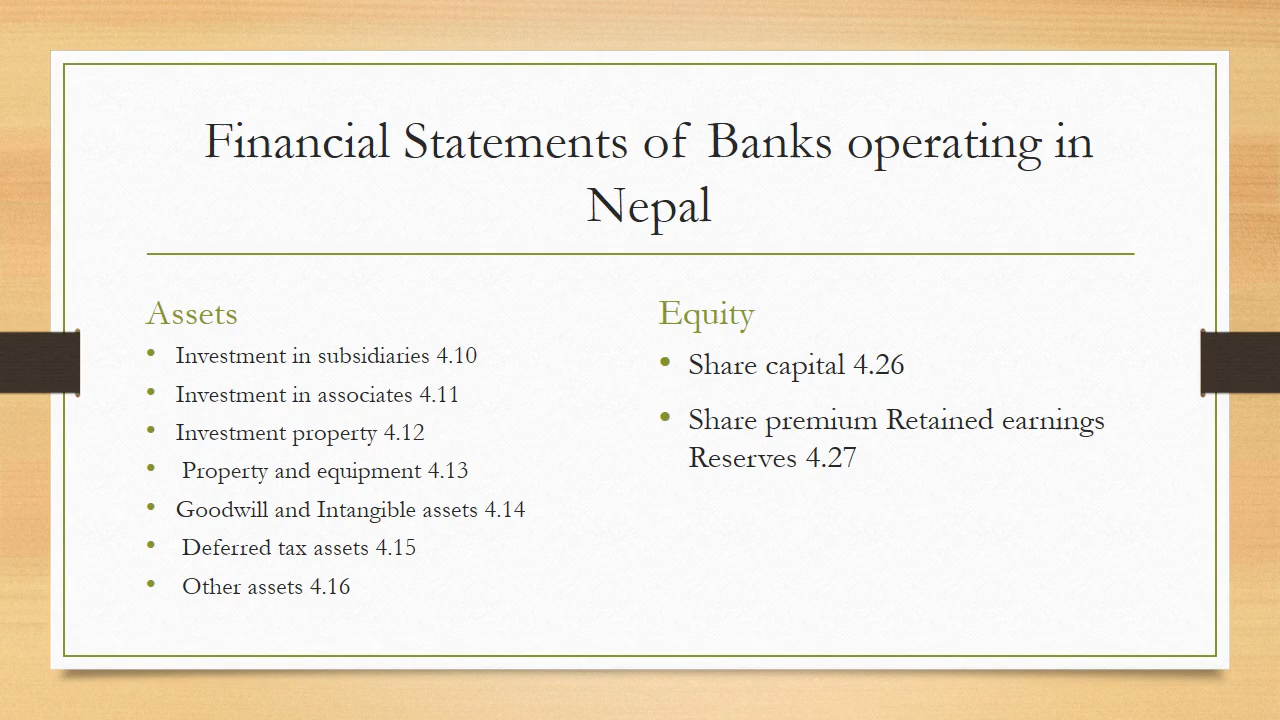 Financial Statements of Banks operating in
Nepal
Assets
• Investment in subsidiaries 4.10
• Investment in associates 4.11
• Investment property 4.12
• Property and equipment 4.13
• Goodwill and Intangible assets 4.14
• Deferred tax assets 4.15
• Other assets 4.16
Equity
• Share capital 4.26
• Share premium Retained earnings
Reserves 4.27